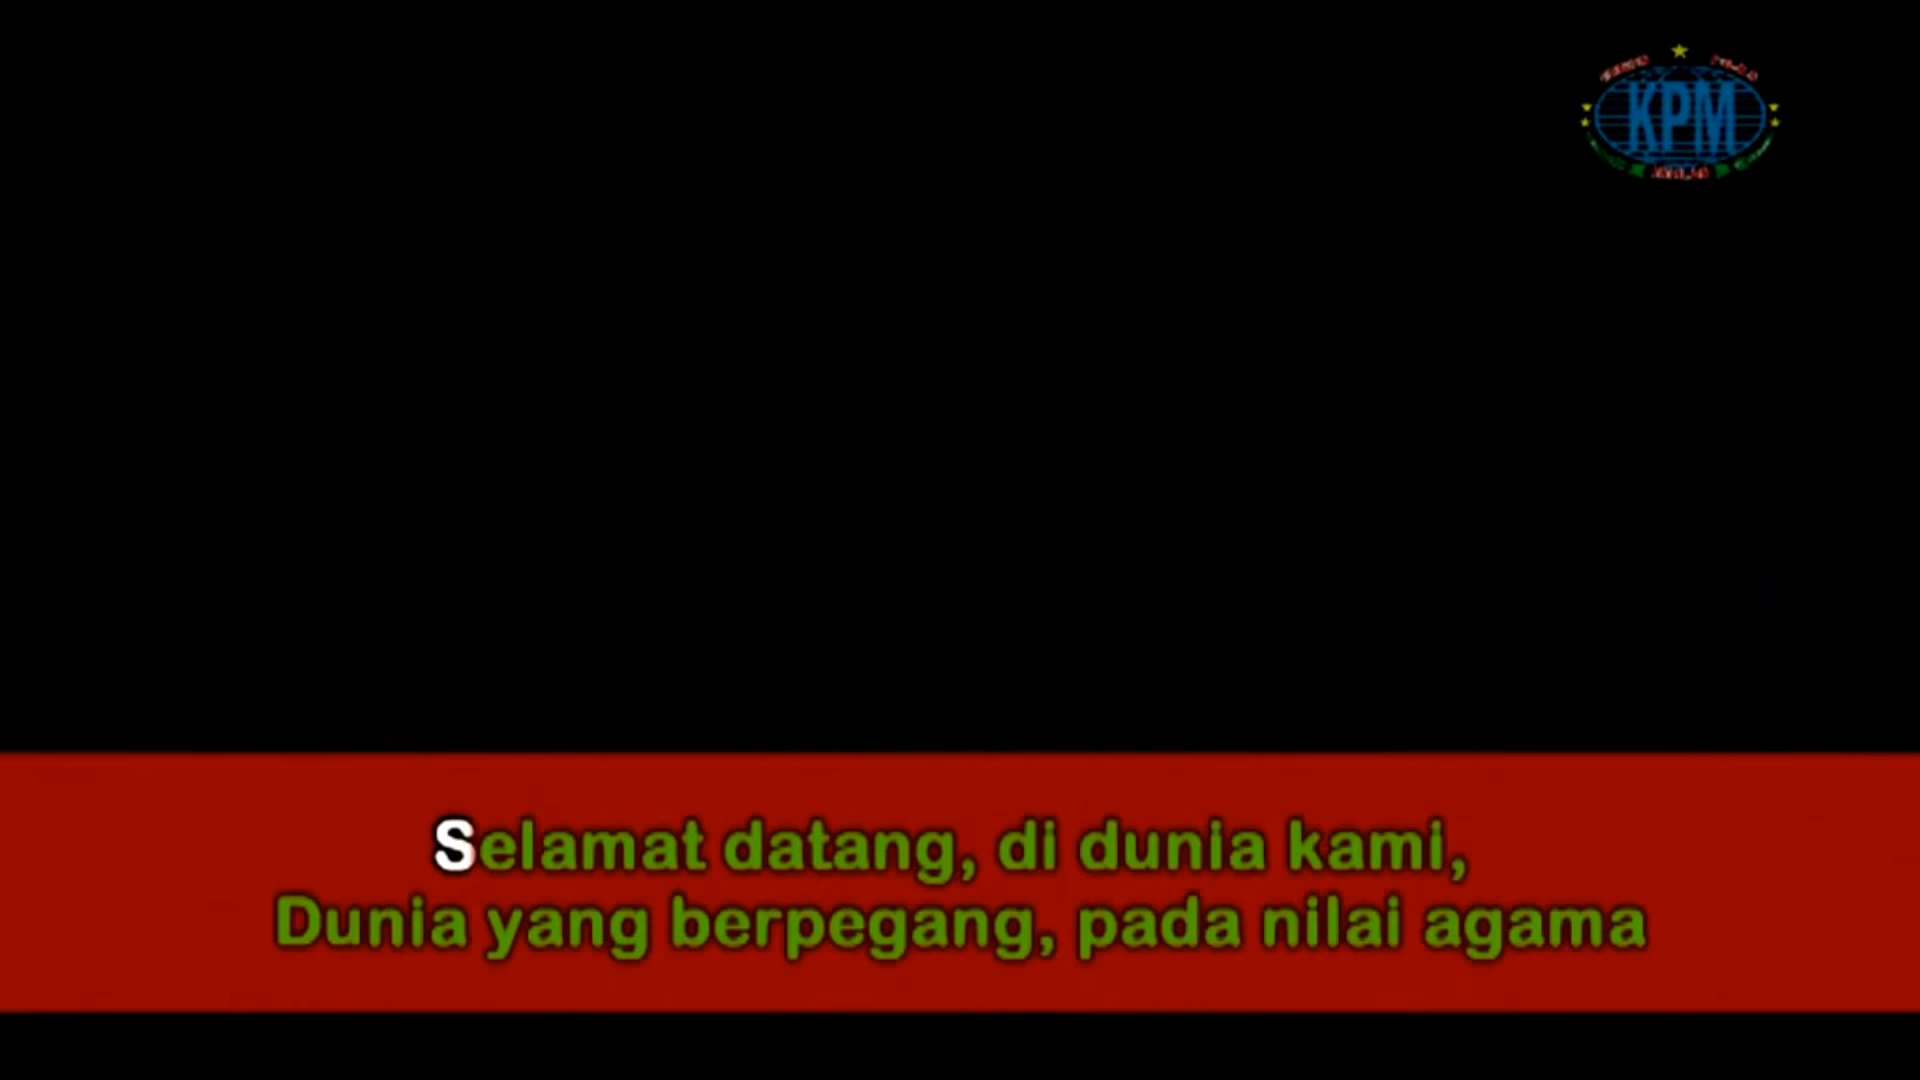 KPM
Selamat datang, di dunia kami,
Dunia yang berpegang, pada nilai agama